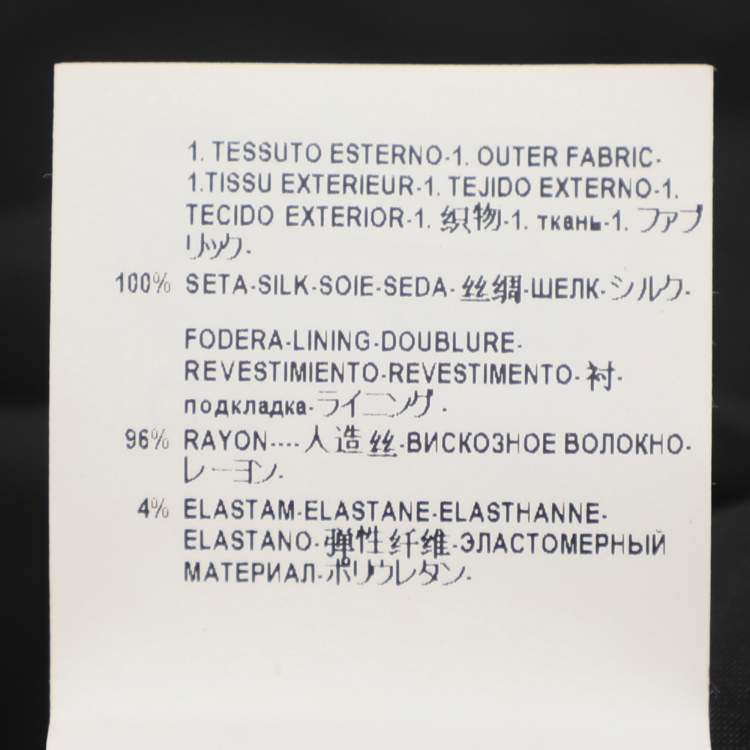 1. TESSUTO ESTERNO-1. OUTER FABRIC-
1.TISSU EXTERIEUR-1. TEJIDO EXTERNO-1.
TECIDO EXTERIOR-1. 织物-1. ткань-1. ファブ
リック-
100% SETA-SILK-SOIE-SEDA-丝绸-ШЕЛК-シルク-
FODERA-LINING-DOUBLURE-
REVESTIMIENTO-REVESTIMENTO-衬-
подкладка-ライニング-
96% RAYON----人造丝-ВИСКОЗНОЕ ВОЛОКНО-
レーヨン-
4% ELASTAM-ELASTANE-ELASTHANNE-
ELASTANO-弹性纤维-ЭЛАСТОМЕРНЫЙ
МАТЕРИАЛ-ポリウレタン-